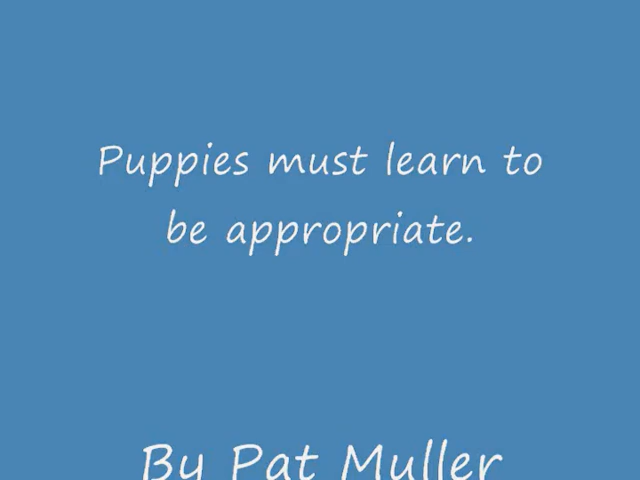 Puppies must learn to
be appropriate.
By Pat Muller